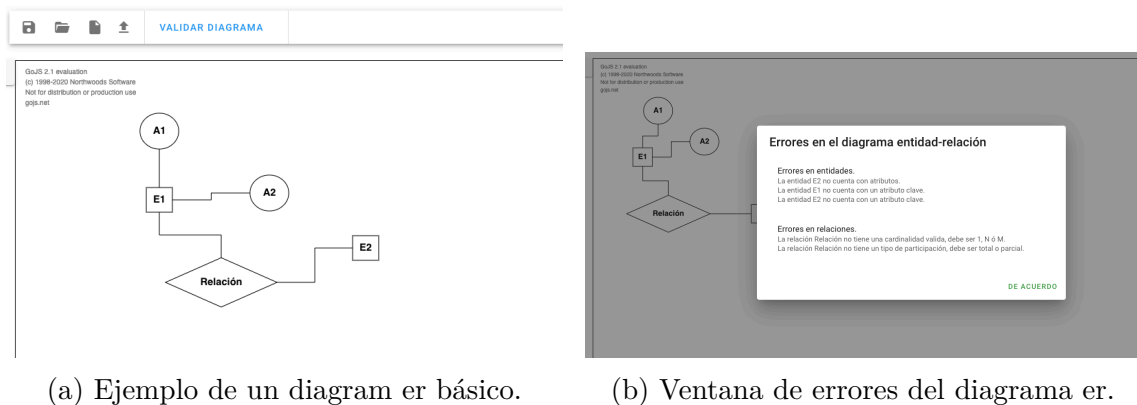 VALIDAR DIAGRAMA
GoJS 2.1 evaluation
(c) 1998-2020 Northwoods Software
Not for distribution or production use
gojs.net
A1
E1
A2
E2
Relación
(a) Ejemplo de un diagram er básico.
GoJS 2.1 evaluation
(c) 1998-2020 Northwoods Software
Not for distribution or production use
gojs.net
A1
A2
E1
Relación
Errores en el diagrama entidad-relación
Errores en entidades.
La entidad E2 no cuenta con atributos.
La entidad E1 no cuenta con un atributo clave.
La entidad E2 no cuenta con un atributo clave.
Errores en relaciones.
La relación Relación no tiene una cardinalidad valida, debe ser 1, N ó M.
La relación Relación no tiene un tipo de participación, debe ser total o parcial.
DE ACUERDO
(b) Ventana de errores del diagrama er.